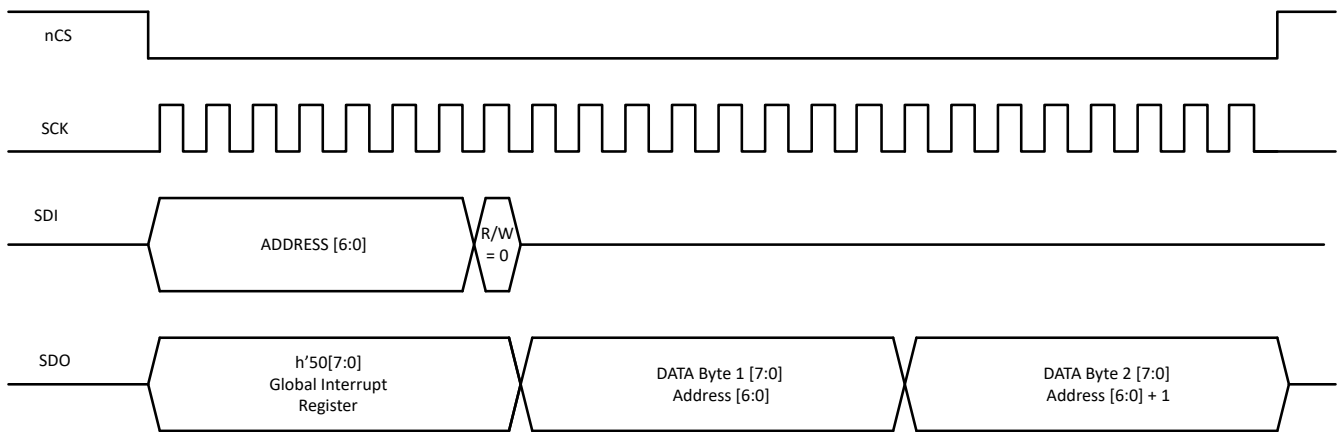 nCS
SCK
SDI
ADDRESS [6:0]
R/W
= 0
SDO
h'50[7:0]
Global Interrupt
Register
DATA Byte 1 [7:0]
Address [6:0]
DATA Byte 2 [7:0]
Address [6:0] + 1